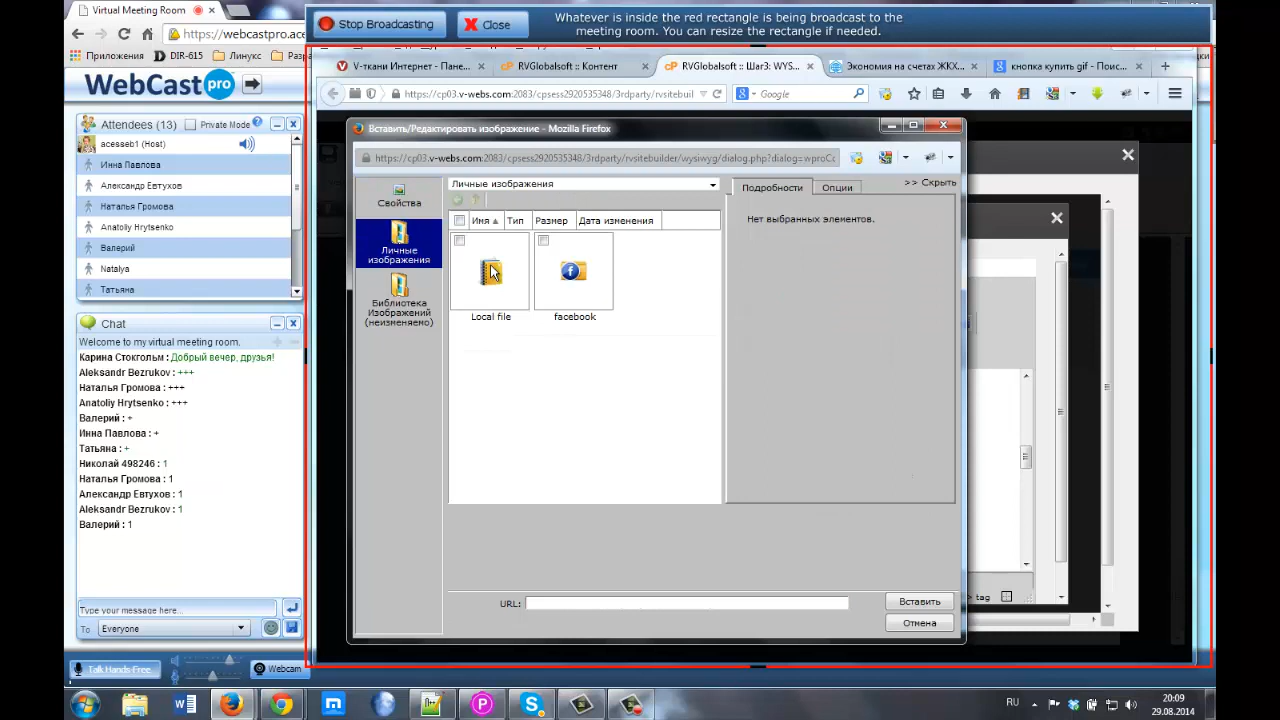 Virtual Meeting Room
https://webcastpro.ace
Приложения
DIR-615
Линукс
Разра
Stop Broadcasting
Close
Whatever is inside the red rectangle is being broadcast to the
meeting room. You can resize the rectangle if needed.
WebCast pro
V-ткани Интернет - Пане...
RVGlobalsoft :: Контент
RVGlobalsoft :: Шаг3: WYS...
Экономия на счетах ЖКХ...
кнопка купить gif - Поис...
https://cp03.v-webs.com:2083/cpsess2920535348/3rdparty/rvsitebuil
Google
Attendees (13)
Private Mode
acesseb1 (Host)
Инна Павлова
Александр Евтухов
Наталья Громова
Anatoliy Hrytsenko
Валерий
Natalya
Татьяна
Вставить/Редактировать изображение - Mozilla Firefox
https://cp03.v-webs.com:2083/cpsess2920535348/3rdparty/rvsitebuilder/wysiwyg/dialog.php?dialog=wproCo
Свойства
Личные
изображения
Библиотека
Изображений
(неизменяемо)
Личные изображения
Имя
Тип
Размер
Дата изменения
Local file
facebook
Подробности
Опции
>> Скрыть
Нет выбранных элементов.
URL:
Вставить
Отмена
tag
Chat
Welcome to my virtual meeting room.
Карина Стокгольм : Добрый вечер, друзья!
Aleksandr Bezrukov : +++
Наталья Громова : +++
Anatoliy Hrytsenko : +++
Валерий : +
Инна Павлова : +
Татьяна : +
Николай 498246 : 1
Наталья Громова : 1
Александр Евтухов : 1
Aleksandr Bezrukov : 1
Валерий : 1
Type your message here...
To
Everyone
Talk Hands-Free
Webcam
RU
20:09
29.08.2014